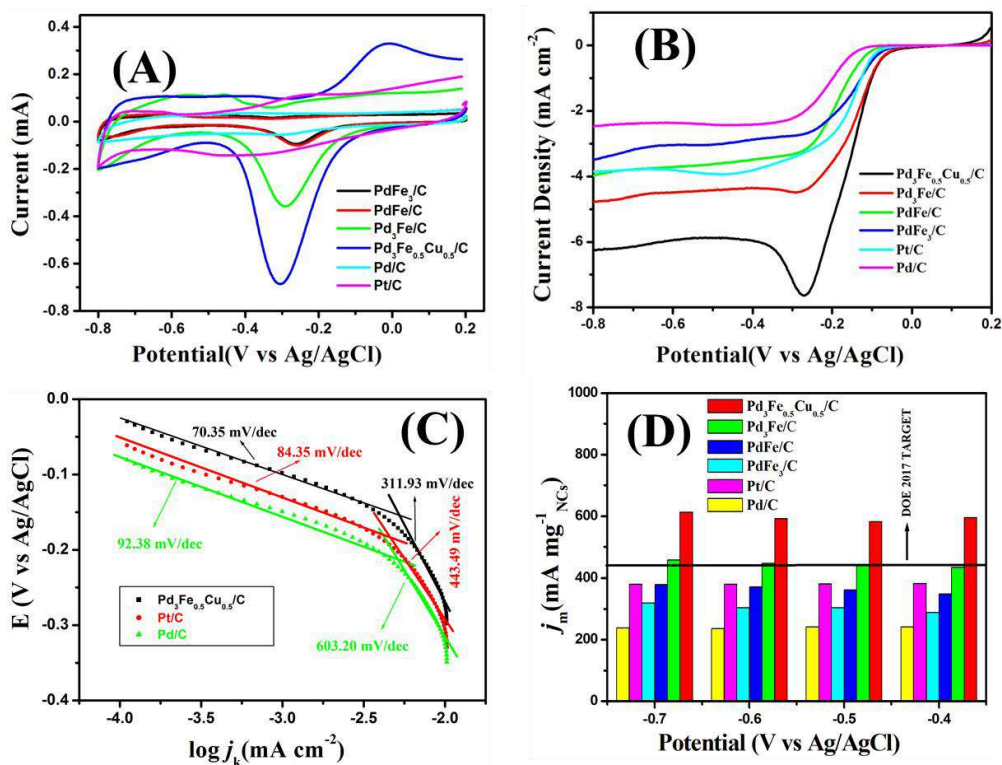 (A)
Current (mA)
0.4
0.2
0.0
-0.2
-0.4
-0.6
-0.8
PdFe3/C
PdFe/C
Pd3Fe/C
Pd3Fe0.5Cu0.5/C
Pd/C
Pt/C
-0.8 -0.6 -0.4 -0.2 0.0 0.2
Potential(V vs Ag/AgCl)
(B)
Current Density (mA cm-2)
0
-2
-4
-6
-8
Pd3Fe0.5Cu0.5/C
Pd3Fe/C
PdFe/C
PdFe3/C
Pt/C
Pd/C
-0.8 -0.6 -0.4 -0.2 0.0 0.2
Potential(V vs Ag/AgCl)
(C)
E (V vs Ag/AgCl)
0.0
-0.1
-0.2
-0.3
-0.4
70.35 mV/dec
84.35 mV/dec
311.93 mV/dec
92.38 mV/dec
443.49 mV/dec
603.20 mV/dec
Pd3Fe0.5Cu0.5/C
Pt/C
Pd/C
-4.0 -3.5 -3.0 -2.5 -2.0
log jk(mA cm-2)
(D)
jm(mA mg-1NCs)
1000
800
600
400
200
0
Pd3Fe0.5Cu0.5/C
Pd3Fe/C
PdFe/C
PdFe3/C
Pt/C
Pd/C
DOE 2017 TARGET
-0.7 -0.6 -0.5 -0.4
Potential (V vs Ag/AgCl)